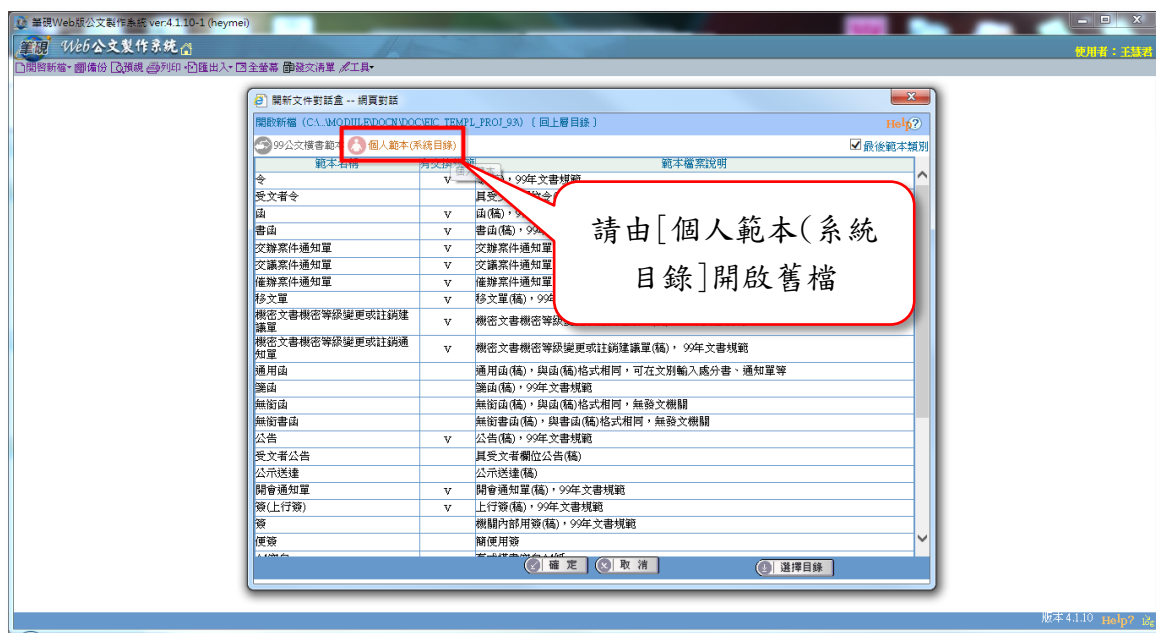 筆硯Web版公文製作系統 ver.4.1.10-1 (heymei)
筆硯 Web公文製作系統
使用者：王慧君
開啓新檔 備份 預視 列印 匯出入 全螢幕 發文清單 工具
開新文件對話盒 -- 網頁對話
開啟新檔 (C:\..\MODULE\DOCN\DOC\EIC_TEMPL_PROJ_93\) 〔 回上層目錄 〕 Help?
99公文橫書範本 個人範本(系統目錄) 最後範本類別
範本名稱 範本檔案說明
令 v 99年文書規範
受文者令
函 v 函(稿)，
書函 v 書函(稿)，99年
交辦案件通知單 v 交辦案件通知單
交議案件通知單 v 交議案件通知單
催辦案件通知單 v 催辦案件通知單
移文單 v 移文單(稿)，99年
機密文書機密等級變更或註銷建
議單 v 機密文書機密等級
機密文書機密等級變更或註銷通
知單 v 機密文書機密等級變更或註銷建議單(稿)， 99年文書規範
通用函 通用函(稿)，與函(稿)格式相同，可在文別輸入處分書、通知單等
箋函 箋函(稿)，99年文書規範
無銜函 無銜函(稿)，與函(稿)格式相同，無發文機關
無銜書函 無銜書函(稿)，與書函(稿)格式相同，無發文機關
公告 v 公告(稿)，99年文書規範
受文者公告 具受文者欄位公告(稿)
公示送達 公示送達(稿)
開會通知單 v 開會通知單(稿)，99年文書規範
簽(上行簽) v 上行簽(稿)，99年文書規範
簽 機關內部用簽(稿)，99年文書規範
便簽 簡便用簽
確 定 取 消 選擇目錄
請由[個人範本(系統
目錄]開啟舊檔
版本 4.1.10 Help?